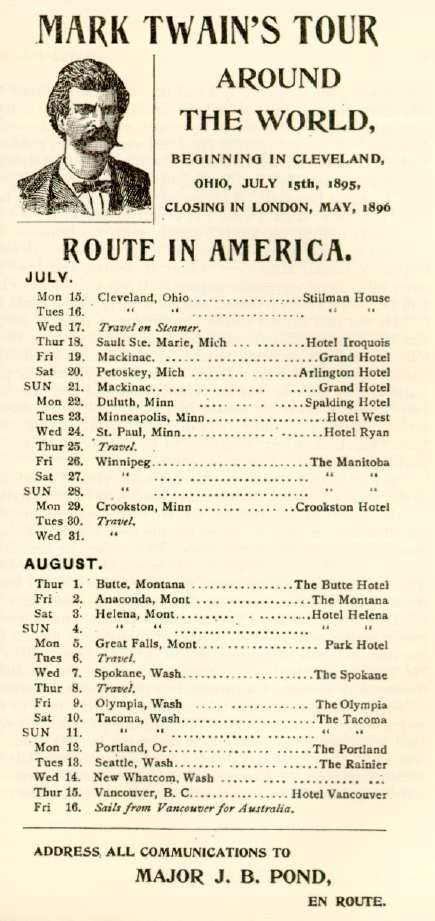 MARK TWAIN'S TOUR
AROUND
THE WORLD,
BEGINNING IN CLEVELAND,
OHIO, JULY 15th, 1895,
CLOSING IN LONDON, MAY, 1896
ROUTE IN AMERICA.
JULY.
Mon 15. Cleveland, Ohio....................Stillman House
Tues 16. " " .................... " "
Wed 17. Travel on Steamer.
Thur 18. Sault Ste. Marie, Mich ... .........Hotel Iroquois
Fri 19. Mackinac. ...... ........................Grand Hotel
Sat 20. Petoskey, Mich ....................Arlington Hotel
SUN 21. Mackinac.. ... ......... ... .....Grand Hotel
Mon 22. Duluth, Minn ..... .... . .....Spalding Hotel
Tues 23. Minneapolis, Minn......................Hotel West
Wed 24. St. Paul, Minn........... . .......Hotel Ryan
Thur 25. Travel.
Fri 26. Winnipeg.............................The Manitoba
Sat 27. " ..... ...................... " "
SUN 28. " .............................. " "
Mon 29. Crookston, Minn ....... ..... . ..Crookston Hotel
Tues 30. Travel.
Wed 31. "
AUGUST.
Thur 1. Butte, Montana ..................The Butte Hotel
Fri 2. Anaconda, Mont .... .................The Montana
Sat 3. Helena, Mont.......... . ..........Hotel Helena
SUN 4. " " ........................ " "
Mon 5. Great Falls, Mont.... ................ Park Hotel
Tues 6. Travel.
Wed 7. Spokane, Wash.......................The Spokane
Thur 8. Travel.
Fri 9. Olympia, Wash ..... ............... The Olympia
Sat 10. Tacoma, Wash........................The Tacoma
SUN 11. " " ........................ " "
Mon 12. Portland, Or.........................The Portland
Tues 13. Seattle, Wash........ ................The Rainier
Wed 14. New Whatcom, Wash ...... .... ............ ...
Thur 15. Vancouver, B. C.................. Hotel Vancouver
Fri 16. Sails from Vancouver for Australia.
ADDRESS ALL COMMUNICATIONS TO
MAJOR J. B. POND,
EN ROUTE.